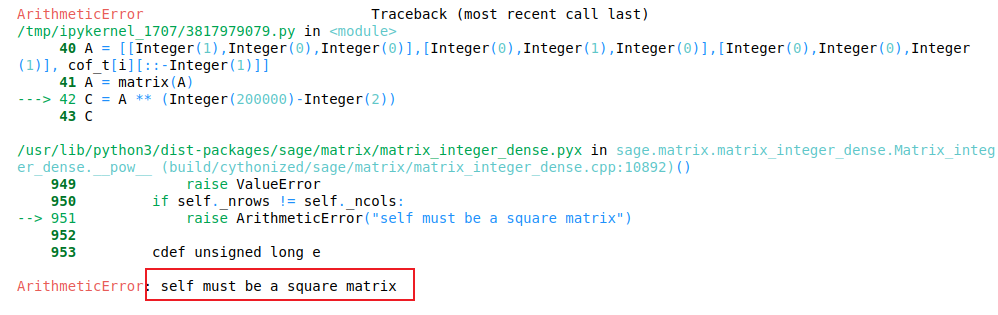 ArithmeticError                           Traceback (most recent call last)
/tmp/ipykernel_1707/3817979079.py in <module>
     40 A = [[Integer(1),Integer(0),Integer(0)],[Integer(0),Integer(1),Integer(0)],[Integer(0),Integer(0),Integer
(1)], cof_t[i][::-Integer(1)]]
     41 A = matrix(A)
---> 42 C = A ** (Integer(200000)-Integer(2))
     43 C
/usr/lib/python3/dist-packages/sage/matrix/matrix_integer_dense.pyx in sage.matrix.matrix_integer_dense.Matrix_integ
er_dense.__pow__ (build/cythonized/sage/matrix/matrix_integer_dense.cpp:10892)()
    949             raise ValueError
    950         if self._nrows != self._ncols:
--> 951             raise ArithmeticError("self must be a square matrix")
    952
    953         cdef unsigned long e
ArithmeticError: self must be a square matrix